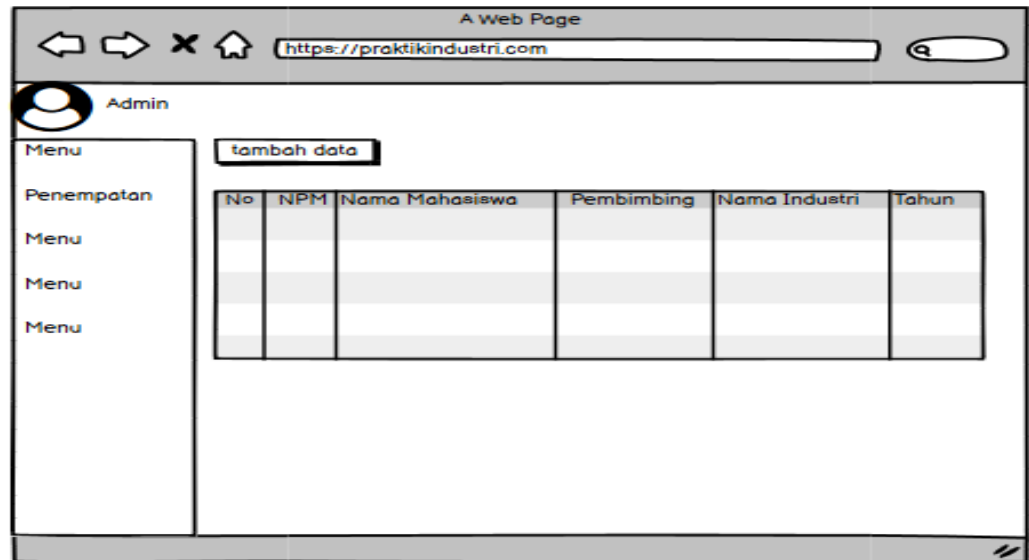 A Web Page
https://praktikindustri.com
Admin
Menu
tambah data
Penempatan
No NPM Nama Mahasiswa Pembimbing Nama Industri Tahun
Menu
Menu
Menu